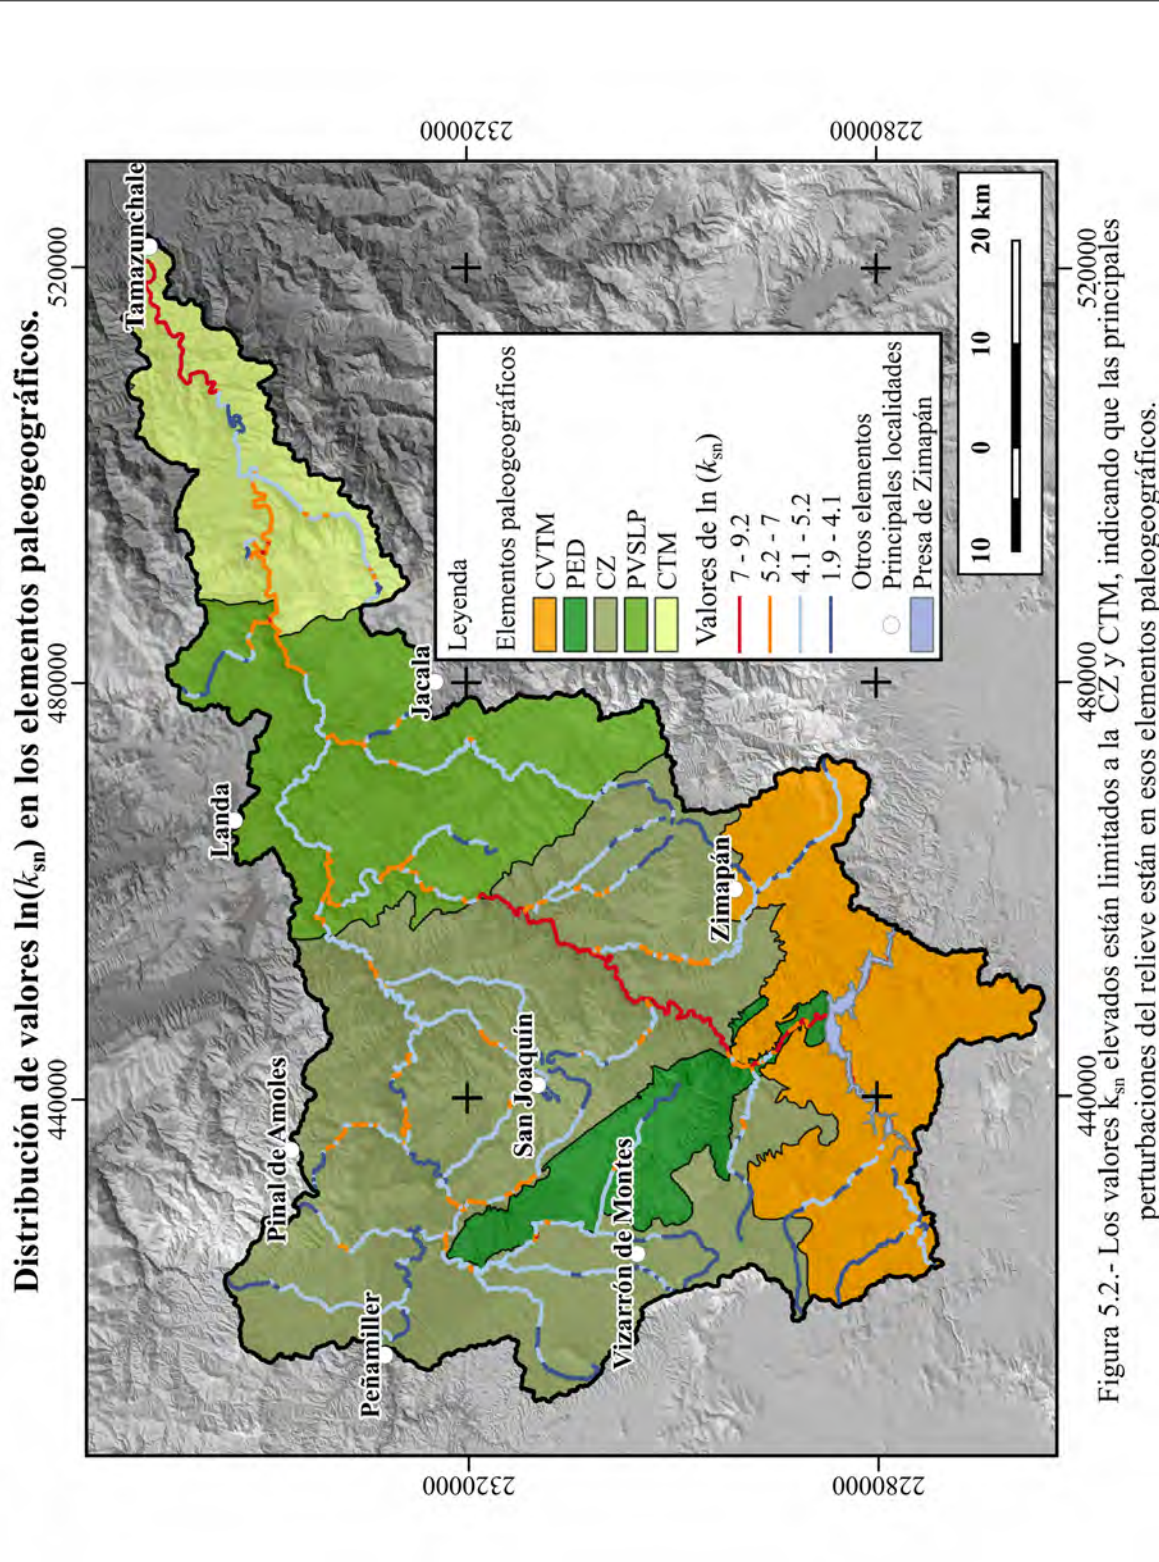 Distribución de valores ln(ksn) en los elementos paleogeográficos.
440000
480000
520000
2320000
2280000
Tamazunchale
Landa
Jacala
Pinal de Amoles
Peñamiller
San Joaquín
Zimapán
Vizarrón de Montes
Leyenda
Elementos paleogeográficos
CVTM
PED
CZ
PVSLP
CTM
Valores de ln (ksn)
7 - 9.2
5.2 - 7
4.1 - 5.2
1.9 - 4.1
Otros elementos
Principales localidades
Presa de Zimapán
10 0 10 20 km
2320000
2280000
440000
480000
520000
Figura 5.2.- Los valores ksn elevados están limitados a la CZ y CTM, indicando que las principales
perturbaciones del relieve están en esos elementos paleogeográficos.